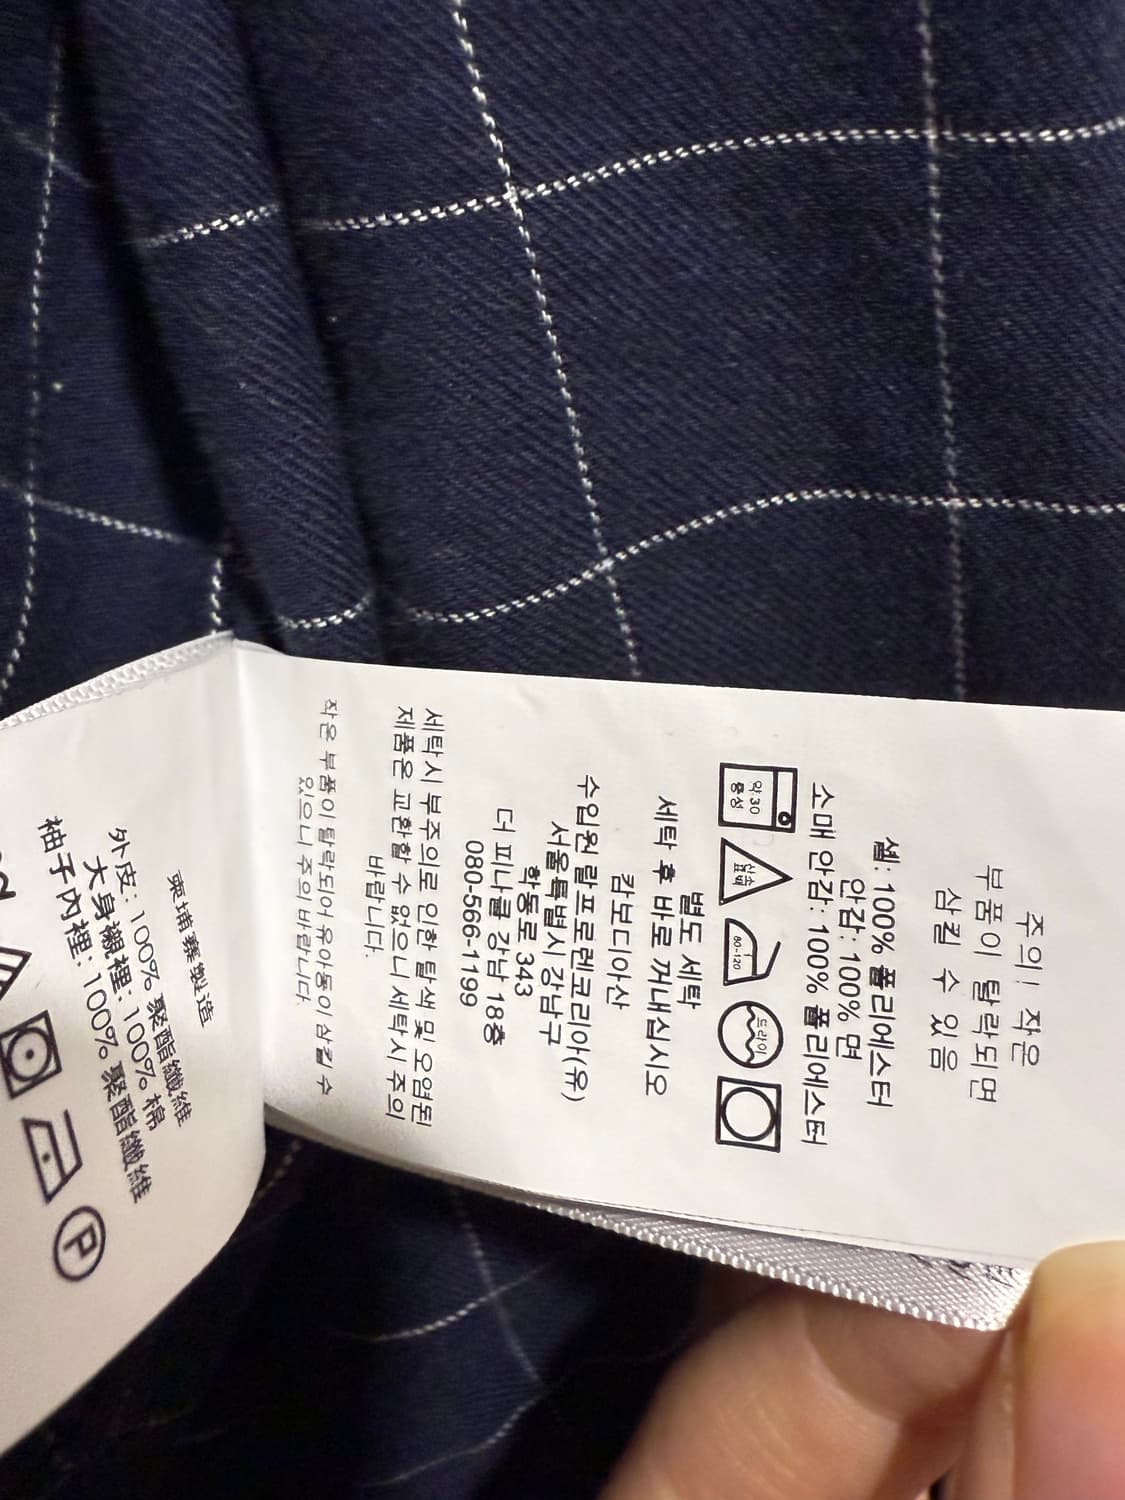 주의! 작은
부품이 탈락되면
삼킬 수 있음
쉘: 100% 폴리에스터
안감: 100% 면
소매 안감: 100% 폴리에스터
약 30
중성
산소
표백
80-120
드라이
별도 세탁
세탁 후 바로 꺼내십시오
캄보디아산
수입원 랄프로렌코리아(유)
서울특별시 강남구
학동로 343
더 피나클 강남 18층
080-566-1199
세탁시 부주의로 인한 탈색 및 오염된
제품은 교환할 수 없으니 세탁시 주의
바랍니다.
작은 부품이 탈락되어 유아동이 삼킬 수
있으니 주의 바랍니다.
柬埔寨製造
外皮: 100% 聚酯纖維
大身襯裡: 100% 棉
袖子內裡: 100% 聚酯纖維
P